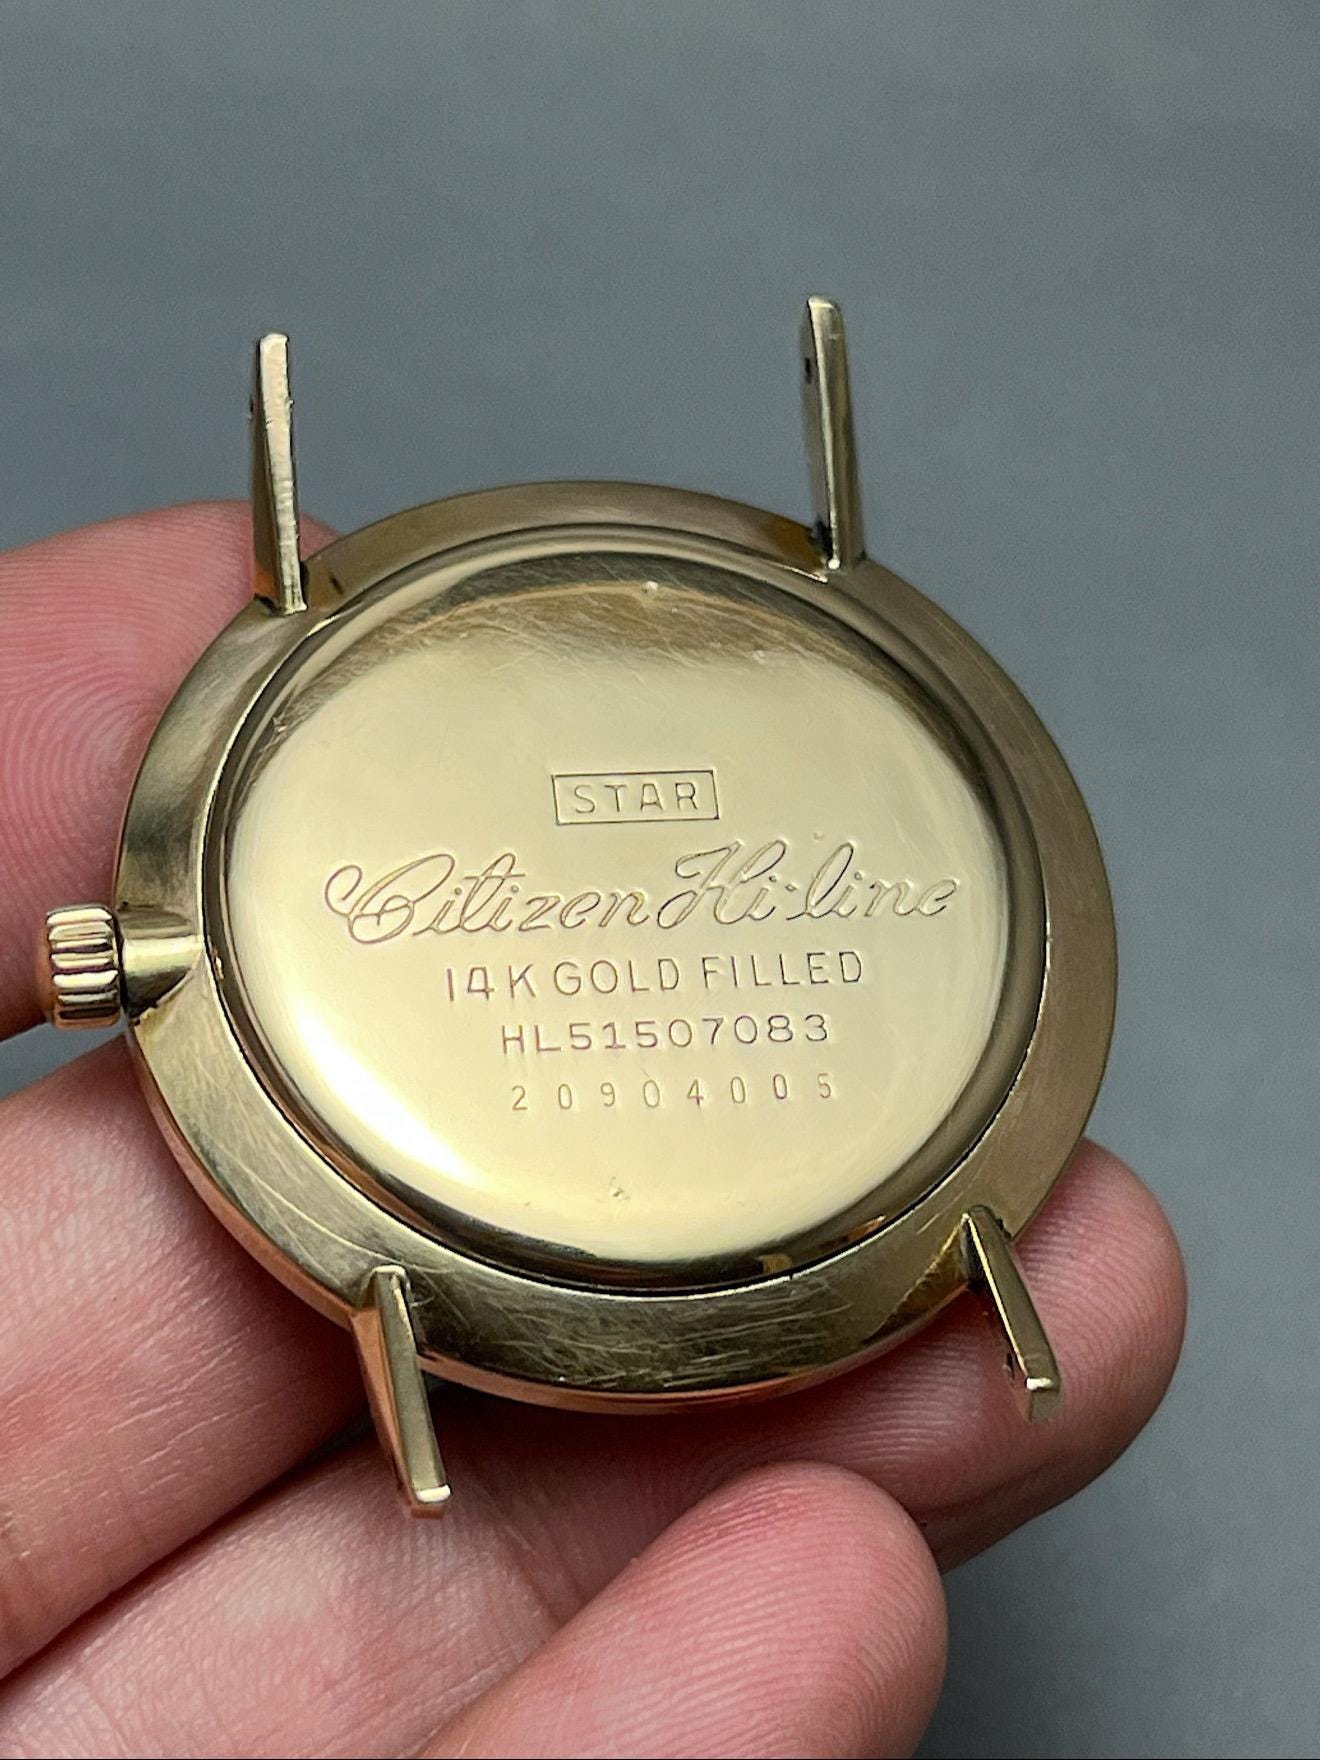 STAR
Citizen Hi-line
14K GOLD FILLED
HL51507083
20904005